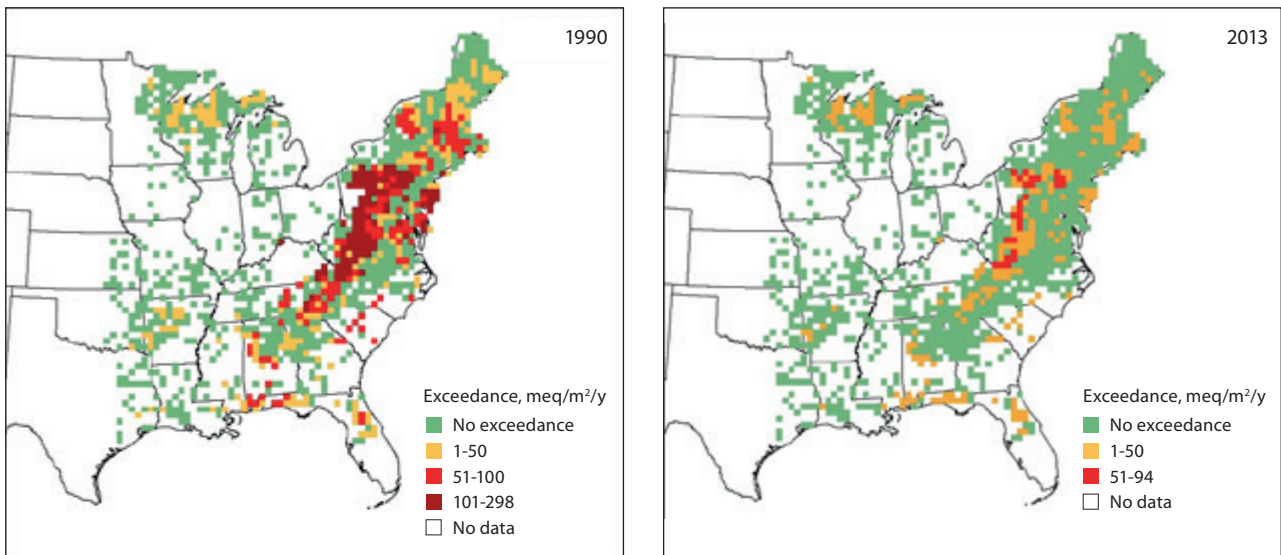 1990
Exceedance, meq/m²/y
No exceedance
1-50
51-100
101-298
No data
2013
Exceedance, meq/m²/y
No exceedance
1-50
51-94
No data